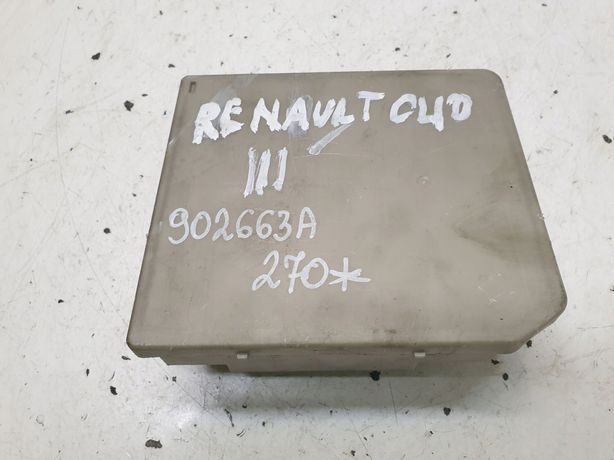 RENAULT CLIO
III
902663A
270*